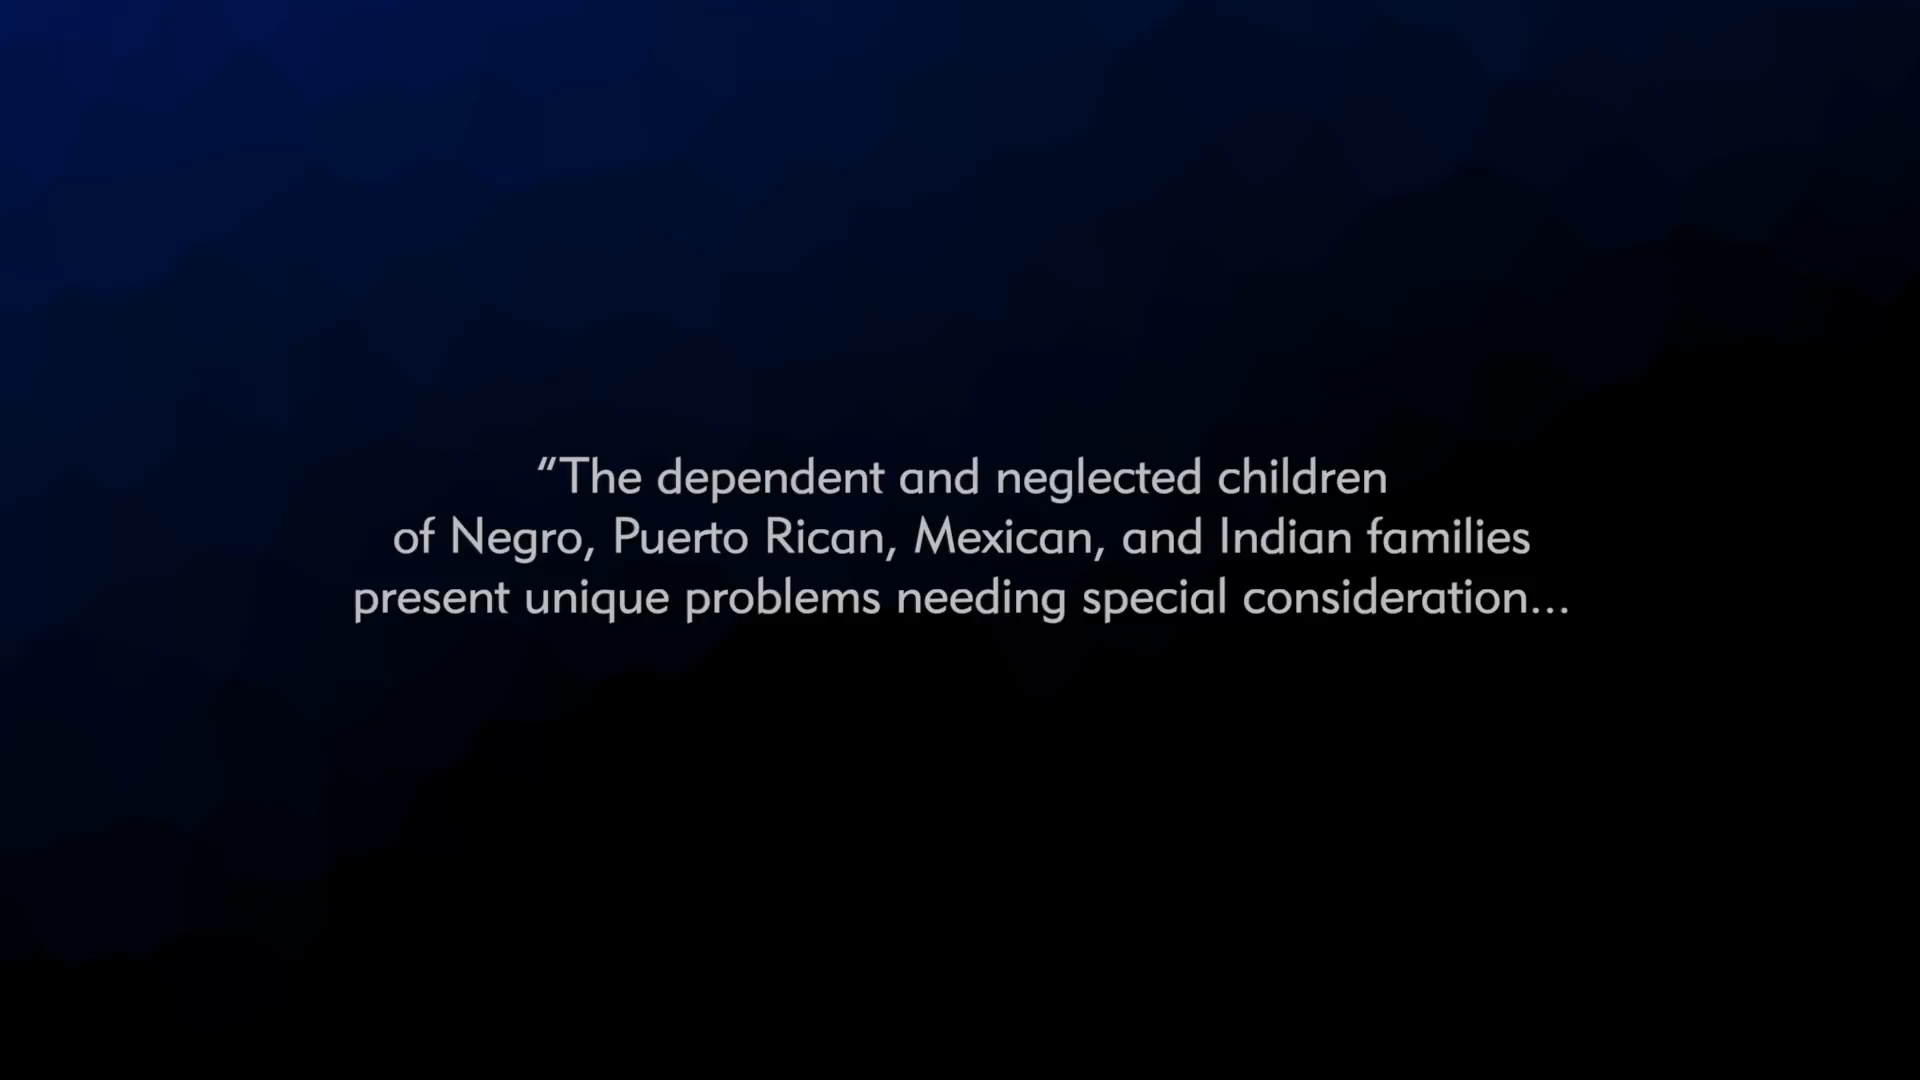 “The dependent and neglected children
of Negro, Puerto Rican, Mexican, and Indian families
present unique problems needing special consideration...